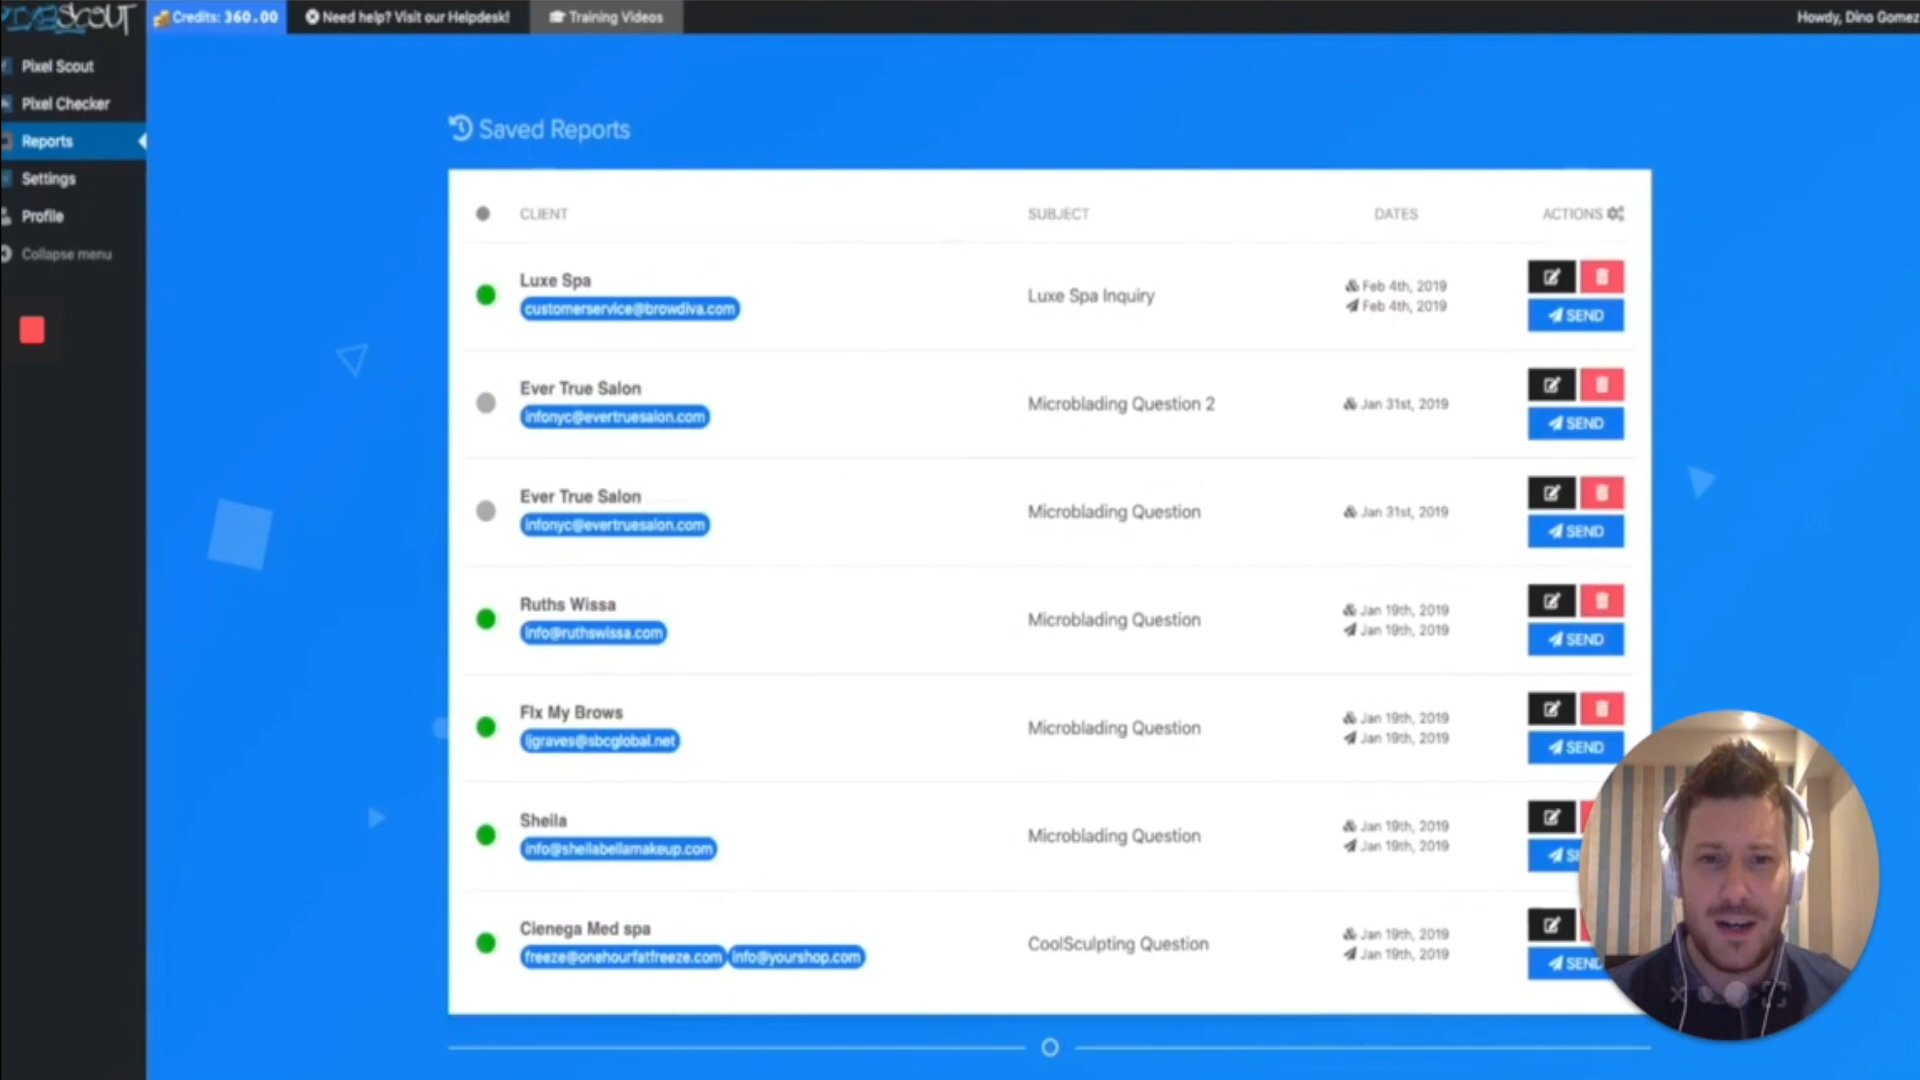 SCOUT
Credits: 360.00
Need help? Visit our Helpdesk!
Training Videos
Howdy, Dino Gomez
Pixel Scout
Pixel Checker
Reports
Settings
Profile
Collapse menu
Saved Reports
CLIENT SUBJECT DATES ACTIONS
Luxe Spa
customerservice@browdiva.com
Luxe Spa Inquiry
Feb 4th, 2019
Feb 4th, 2019
SEND
Ever True Salon
infonyc@evertruesalon.com
Microblading Question 2
Jan 31st, 2019
SEND
Ever True Salon
infonyc@evertruesalon.com
Microblading Question
Jan 31st, 2019
SEND
Ruths Wissa
info@ruthswissa.com
Microblading Question
Jan 19th, 2019
Jan 19th, 2019
SEND
Fix My Brows
ljgraves@sbcglobal.net
Microblading Question
Jan 19th, 2019
Jan 19th, 2019
SEND
Sheila
info@sheilabellamakeup.com
Microblading Question
Jan 19th, 2019
Jan 19th, 2019
Cienega Med spa
freeze@onehourfatfreeze.com info@yourshop.com
CoolSculpting Question
Jan 19th, 2019
Jan 19th, 2019
SEND